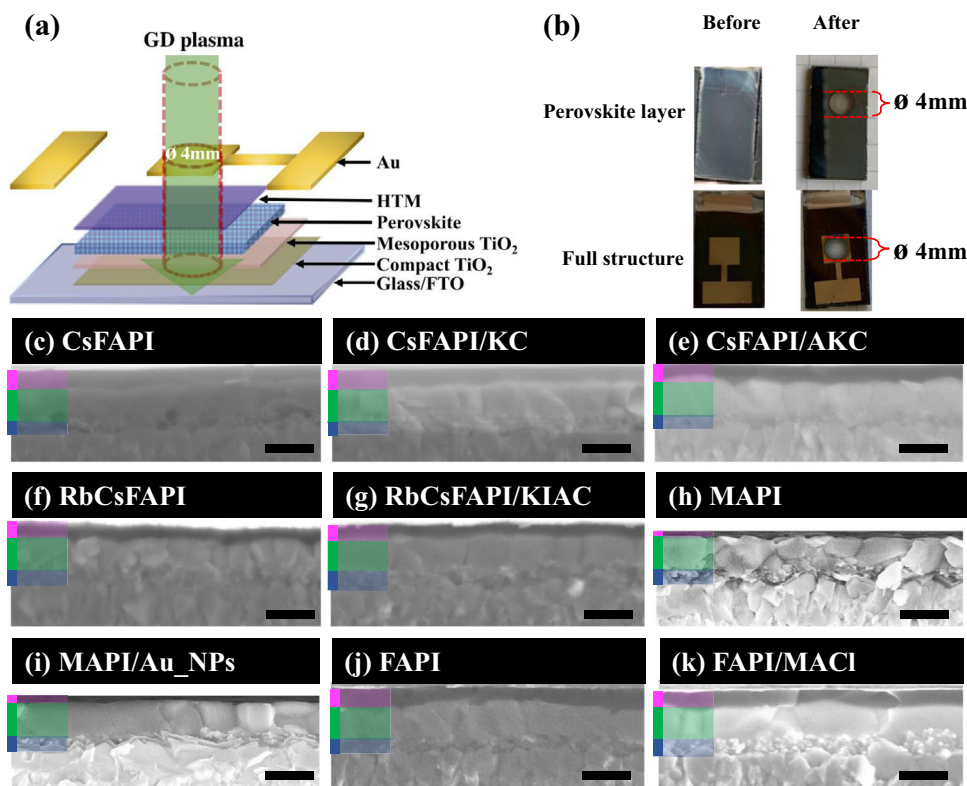 (a)
GD plasma
Ø 4mm
Au
HTM
Perovskite
Mesoporous TiO₂
Compact TiO₂
Glass/FTO
(b)
Before After
Perovskite layer
Ø 4mm
Full structure
Ø 4mm
(c) CsFAPI
(d) CsFAPI/KC
(e) CsFAPI/AKC
(f) RbCsFAPI
(g) RbCsFAPI/KIAC
(h) MAPI
(i) MAPI/Au_NPs
(j) FAPI
(k) FAPI/MACl